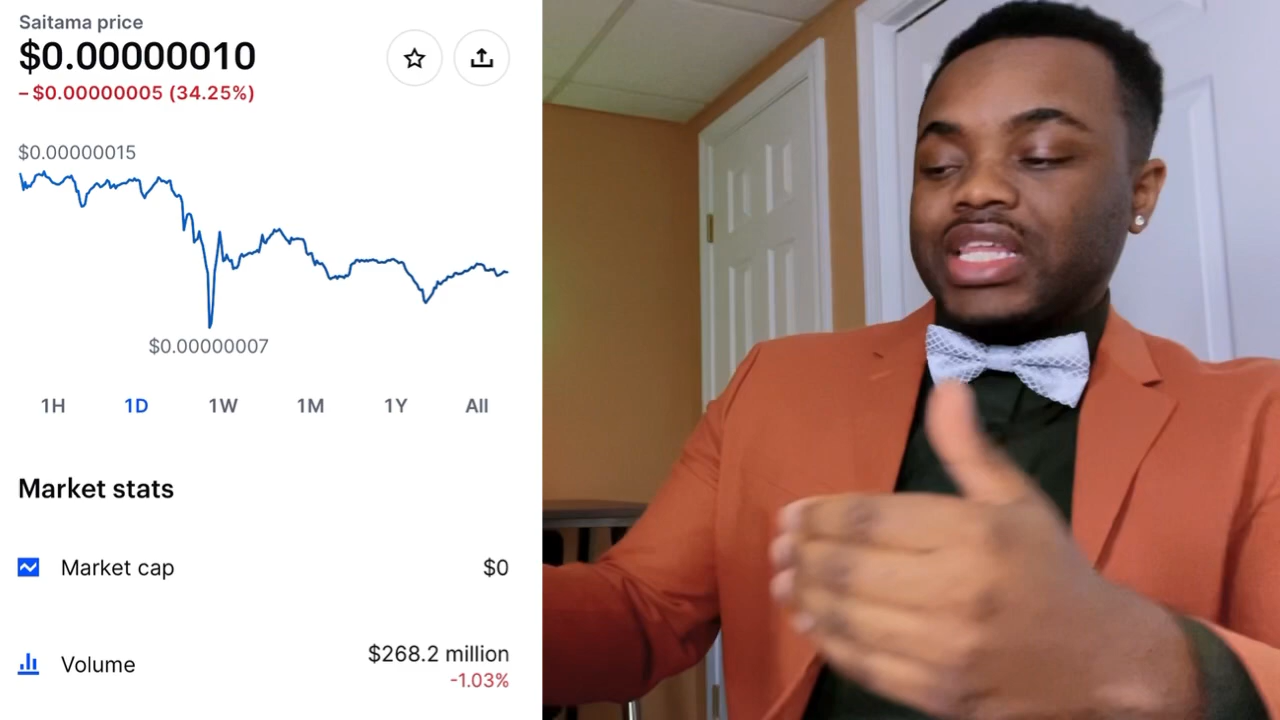 Saitama price
$0.00000010
– $0.00000005 (34.25%)
$0.00000015
$0.00000007
1H 1D 1W 1M 1Y All
Market stats
Market cap $0
Volume $268.2 million
-1.03%